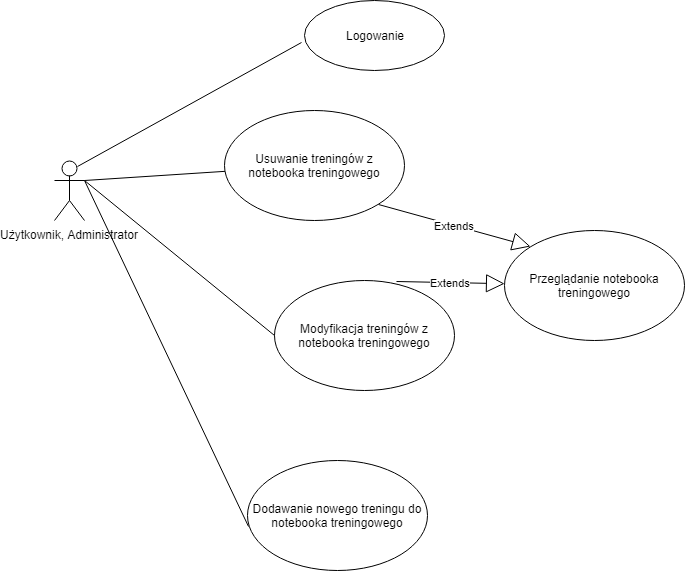 Logowanie
Usuwanie treningów z
notebooka treningowego
Użytkownik, Administrator
Extends
Przeglądanie notebooka
treningowego
Extends
Modyfikacja treningów z
notebooka treningowego
Dodawanie nowego treningu do
notebooka treningowego